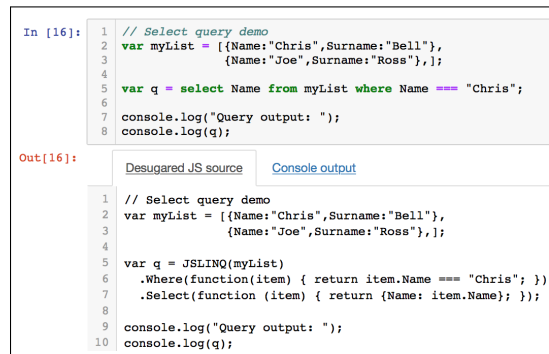 In [16]:
1 // Select query demo
2 var myList = [{Name:"Chris",Surname:"Bell"},
3 {Name:"Joe",Surname:"Ross"},];
4
5 var q = select Name from myList where Name === "Chris";
6
7 console.log("Query output: ");
8 console.log(q);
Out[16]:
Desugared JS source Console output
1 // Select query demo
2 var myList = [{Name:"Chris",Surname:"Bell"},
3 {Name:"Joe",Surname:"Ross"},];
4
5 var q = JSLINQ(myList)
6 .Where(function(item) { return item.Name === "Chris"; })
7 .Select(function (item) { return {Name: item.Name}; });
8
9 console.log("Query output: ");
10 console.log(q);